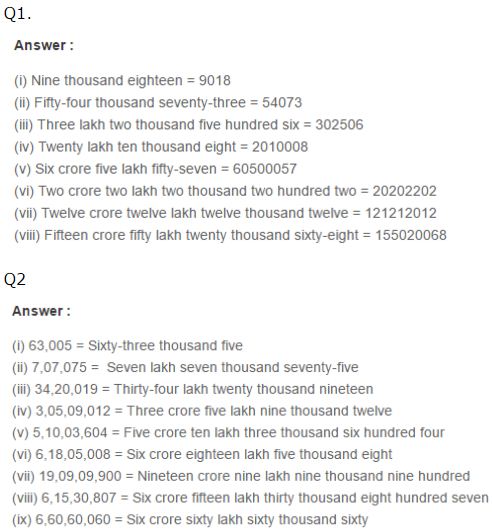 Q1.
Answer :
(i) Nine thousand eighteen = 9018
(ii) Fifty-four thousand seventy-three = 54073
(iii) Three lakh two thousand five hundred six = 302506
(iv) Twenty lakh ten thousand eight = 2010008
(v) Six crore five lakh fifty-seven = 60500057
(vi) Two crore two lakh two thousand two hundred two = 20202202
(vii) Twelve crore twelve lakh twelve thousand twelve = 121212012
(viii) Fifteen crore fifty lakh twenty thousand sixty-eight = 155020068
Q2
Answer :
(i) 63,005 = Sixty-three thousand five
(ii) 7,07,075 = Seven lakh seven thousand seventy-five
(iii) 34,20,019 = Thirty-four lakh twenty thousand nineteen
(iv) 3,05,09,012 = Three crore five lakh nine thousand twelve
(v) 5,10,03,604 = Five crore ten lakh three thousand six hundred four
(vi) 6,18,05,008 = Six crore eighteen lakh five thousand eight
(vii) 19,09,09,900 = Nineteen crore nine lakh nine thousand nine hundred
(viii) 6,15,30,807 = Six crore fifteen lakh thirty thousand eight hundred seven
(ix) 6,60,60,060 = Six crore sixty lakh sixty thousand sixty